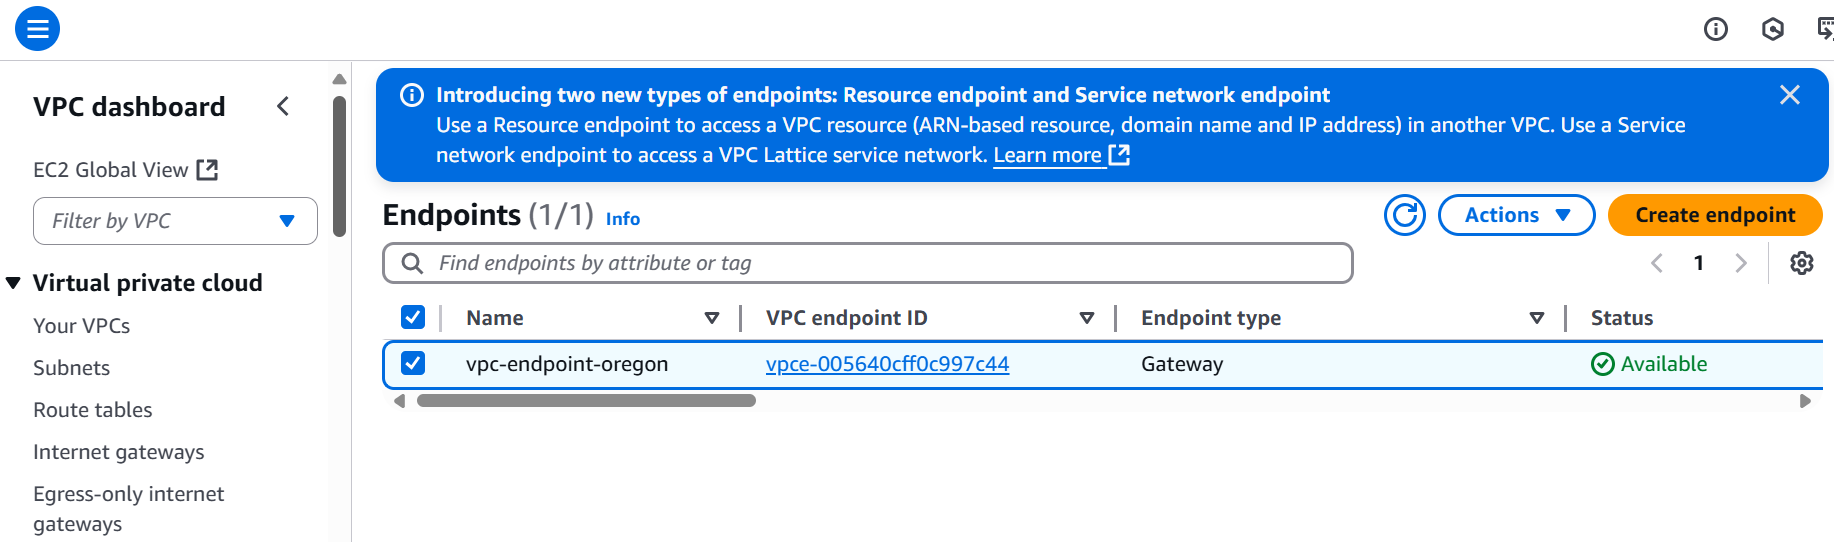 VPC dashboard
EC2 Global View
Filter by VPC
Virtual private cloud
Your VPCs
Subnets
Route tables
Internet gateways
Egress-only internet
gateways
Introducing two new types of endpoints: Resource endpoint and Service network endpoint
Use a Resource endpoint to access a VPC resource (ARN-based resource, domain name and IP address) in another VPC. Use a Service
network endpoint to access a VPC Lattice service network. Learn more
Endpoints (1/1) Info
Actions
Create endpoint
Find endpoints by attribute or tag
1
Name VPC endpoint ID Endpoint type Status
vpc-endpoint-oregon vpce-005640cff0c997c44 Gateway Available